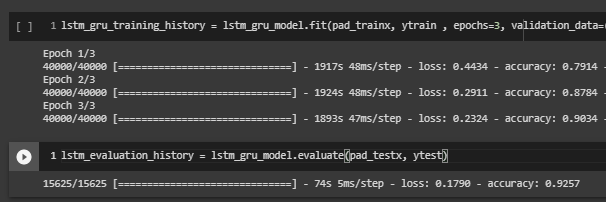 [ ] 1 lstm_gru_training_history = lstm_gru_model.fit(pad_trainx, ytrain , epochs=3, validation_data=
Epoch 1/3
40000/40000 [==============================] - 1917s 48ms/step - loss: 0.4434 - accuracy: 0.7914 -
Epoch 2/3
40000/40000 [==============================] - 1924s 48ms/step - loss: 0.2911 - accuracy: 0.8784 -
Epoch 3/3
40000/40000 [==============================] - 1893s 47ms/step - loss: 0.2324 - accuracy: 0.9034 -
1 lstm_evaluation_history = lstm_gru_model.evaluate(pad_testx, ytest)
15625/15625 [==============================] - 74s 5ms/step - loss: 0.1790 - accuracy: 0.9257